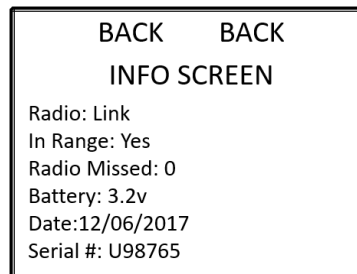 BACK BACK
INFO SCREEN
Radio: Link
In Range: Yes
Radio Missed: 0
Battery: 3.2v
Date:12/06/2017
Serial #: U98765